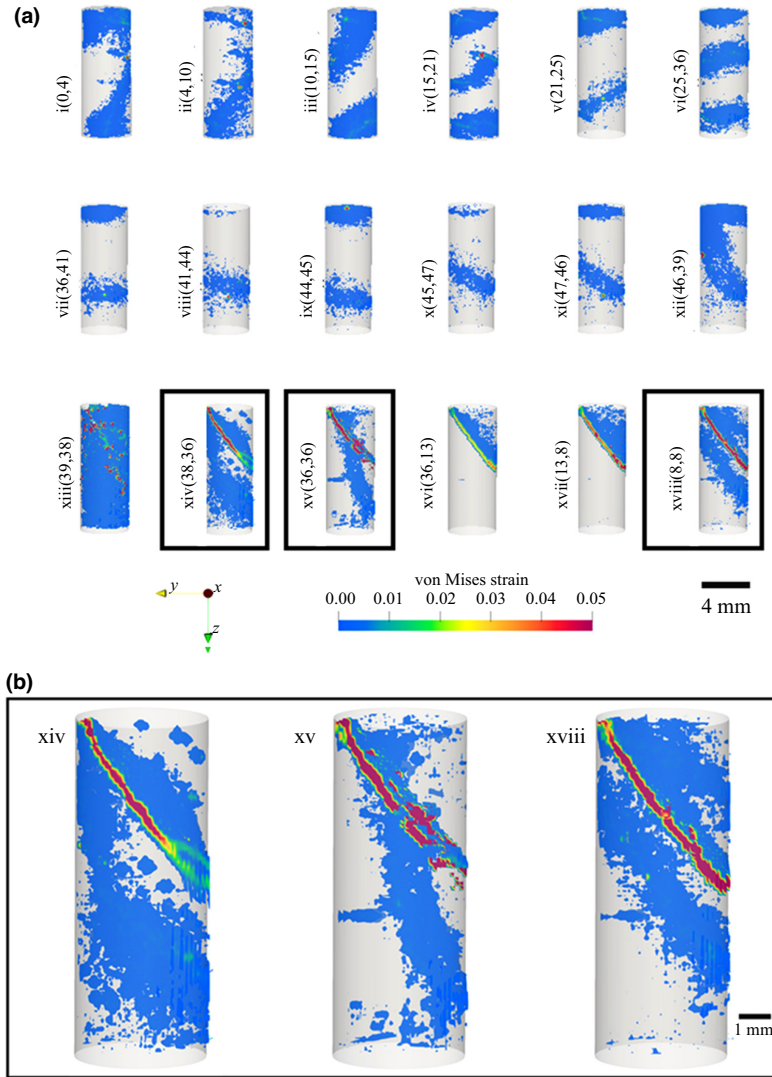 (a)
i(0,4)
ii(4,10)
iii(10,15)
iv(15,21)
v(21,25)
vi(25,36)
vii(36,41)
viii(41,44)
ix(44,45)
x(45,47)
xi(47,46)
xii(46,39)
xiii(39,38)
xiv(38,36)
xv(36,36)
xvi(36,13)
xvii(13,8)
xviii(8,8)
y x
z
von Mises strain
0.00 0.01 0.02 0.03 0.04 0.05
4 mm
(b)
xiv xv xviii
1 mm